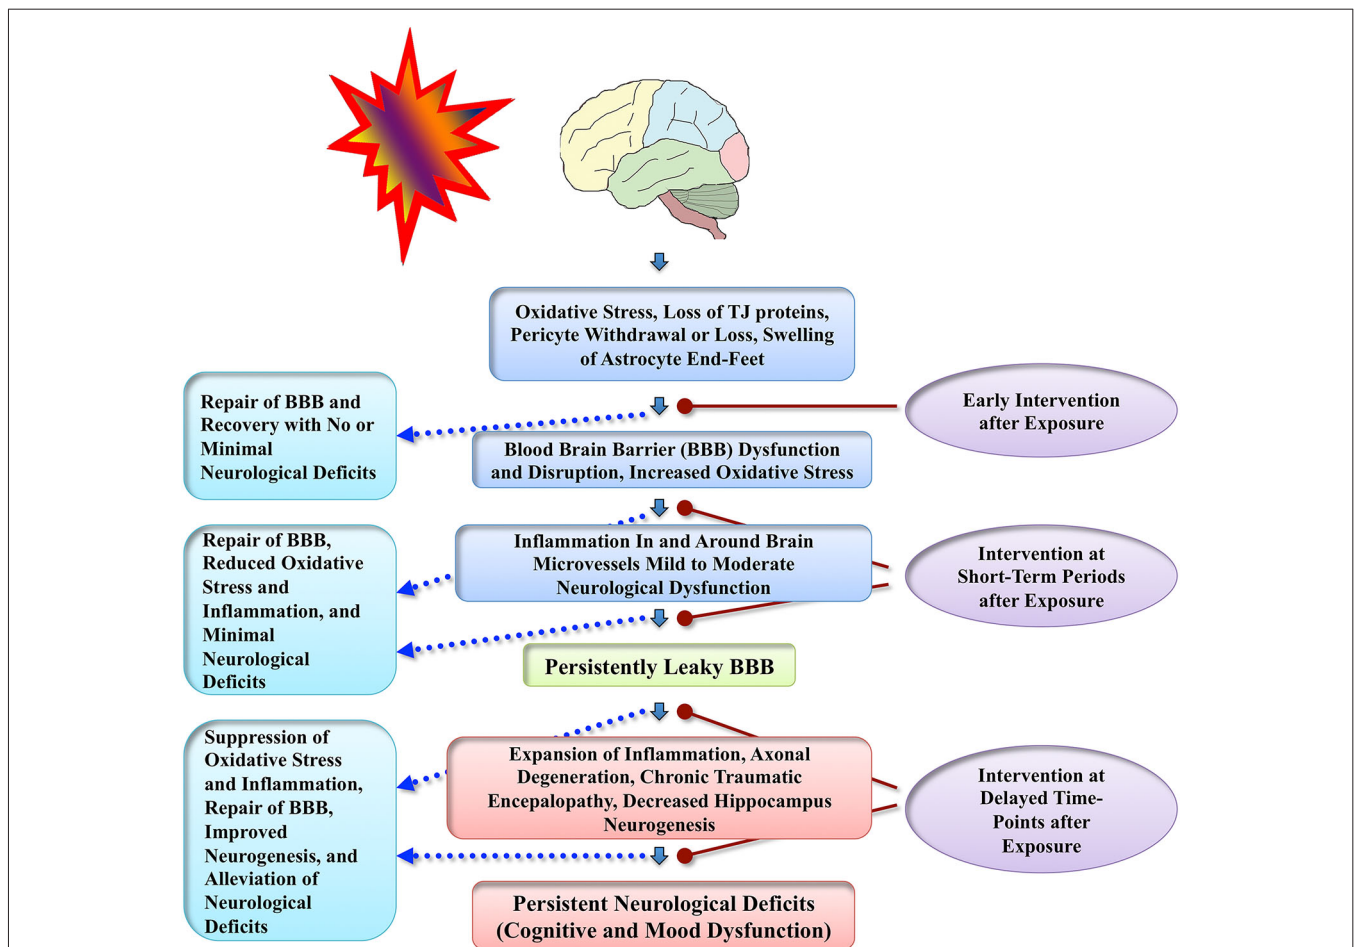 Oxidative Stress, Loss of TJ proteins,
Pericyte Withdrawal or Loss, Swelling
of Astrocyte End-Feet
Repair of BBB and
Recovery with No or
Minimal
Neurological Deficits
Early Intervention
after Exposure
Blood Brain Barrier (BBB) Dysfunction
and Disruption, Increased Oxidative Stress
Repair of BBB,
Reduced Oxidative
Stress and
Inflammation, and
Minimal
Neurological
Deficits
Inflammation In and Around Brain
Microvessels Mild to Moderate
Neurological Dysfunction
Intervention at
Short-Term Periods
after Exposure
Persistently Leaky BBB
Suppression of
Oxidative Stress
and Inflammation,
Repair of BBB,
Improved
Neurogenesis, and
Alleviation of
Neurological
Deficits
Expansion of Inflammation, Axonal
Degeneration, Chronic Traumatic
Encepalopathy, Decreased Hippocampus
Neurogenesis
Intervention at
Delayed Time-
Points after
Exposure
Persistent Neurological Deficits
(Cognitive and Mood Dysfunction)